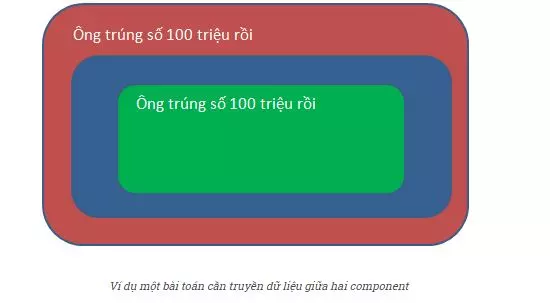 Ông trúng số 100 triệu rồi
Ông trúng số 100 triệu rồi
Ví dụ một bài toán cần truyền dữ liệu giữa hai component